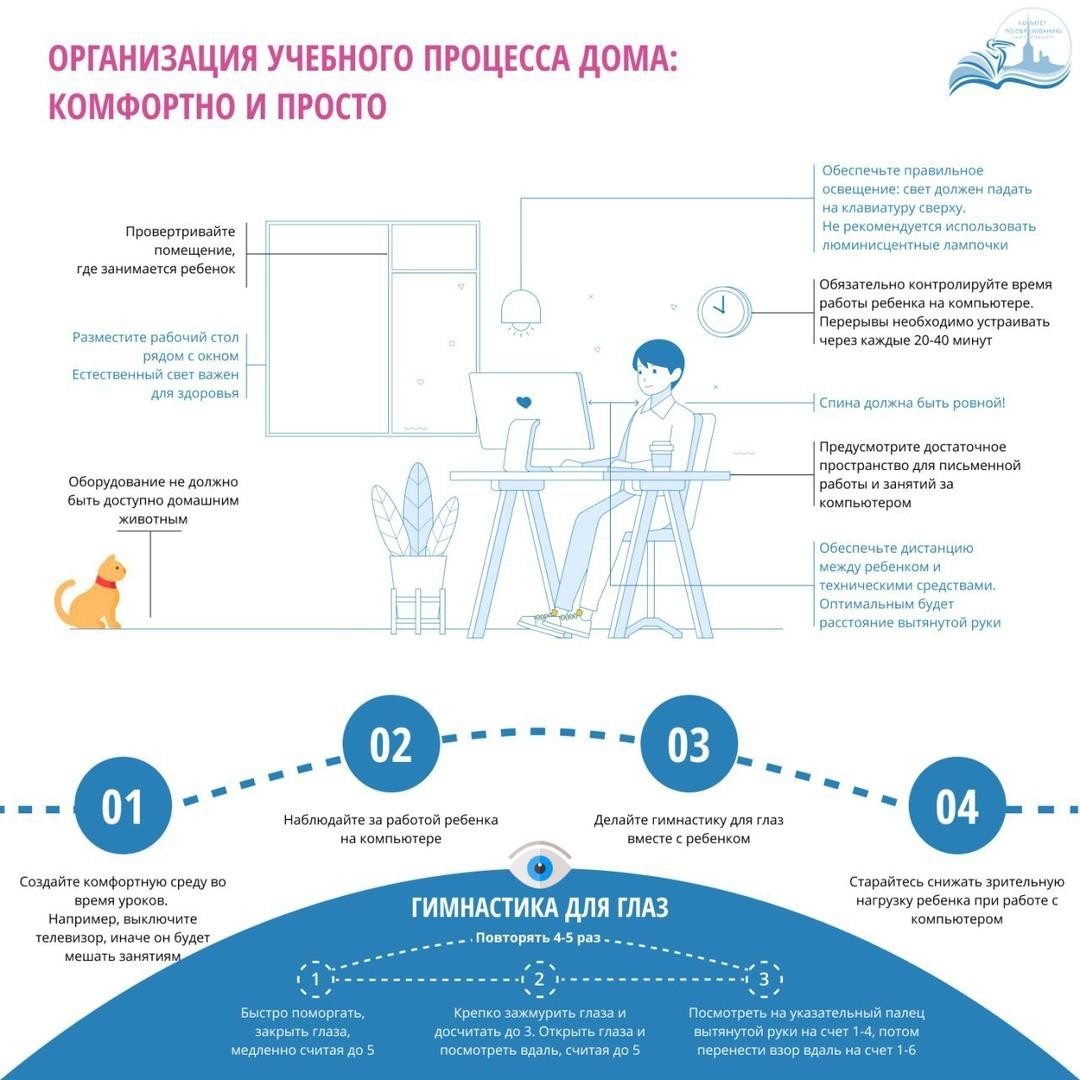 ОРГАНИЗАЦИЯ УЧЕБНОГО ПРОЦЕССА ДОМА:
КОМФОРТНО И ПРОСТО
КОМИТЕТ
ПО ОБРАЗОВАНИЮ
Провертривайте
помещение,
где занимается ребенок
Разместите рабочий стол
рядом с окном
Естественный свет важен
для здоровья
Оборудование не должно
быть доступно домашним
животным
Обеспечьте правильное
освещение: свет должен падать
на клавиатуру сверху.
Не рекомендуется использовать
люминисцентные лампочки
Обязательно контролируйте время
работы ребенка на компьютере.
Перерывы необходимо устраивать
через каждые 20-40 минут
Спина должна быть ровной!
Предусмотрите достаточное
пространство для письменной
работы и занятий за
компьютером
Обеспечьте дистанцию
между ребенком и
техническими средствами.
Оптимальным будет
расстояние вытянутой руки
01
Создайте комфортную среду во
время уроков.
Например, выключите
телевизор, иначе он будет
мешать занятиям
02
Наблюдайте за работой ребенка
на компьютере
03
Делайте гимнастику для глаз
вместе с ребенком
04
Старайтесь снижать зрительную
нагрузку ребенка при работе с
компьютером
ГИМНАСТИКА ДЛЯ ГЛАЗ
Повторять 4-5 раз
1
Быстро поморгать,
закрыть глаза,
медленно считая до 5
2
Крепко зажмурить глаза и
досчитать до 3. Открыть глаза и
посмотреть вдаль, считая до 5
3
Посмотреть на указательный палец
вытянутой руки на счет 1-4, потом
перенести взор вдаль на счет 1-6